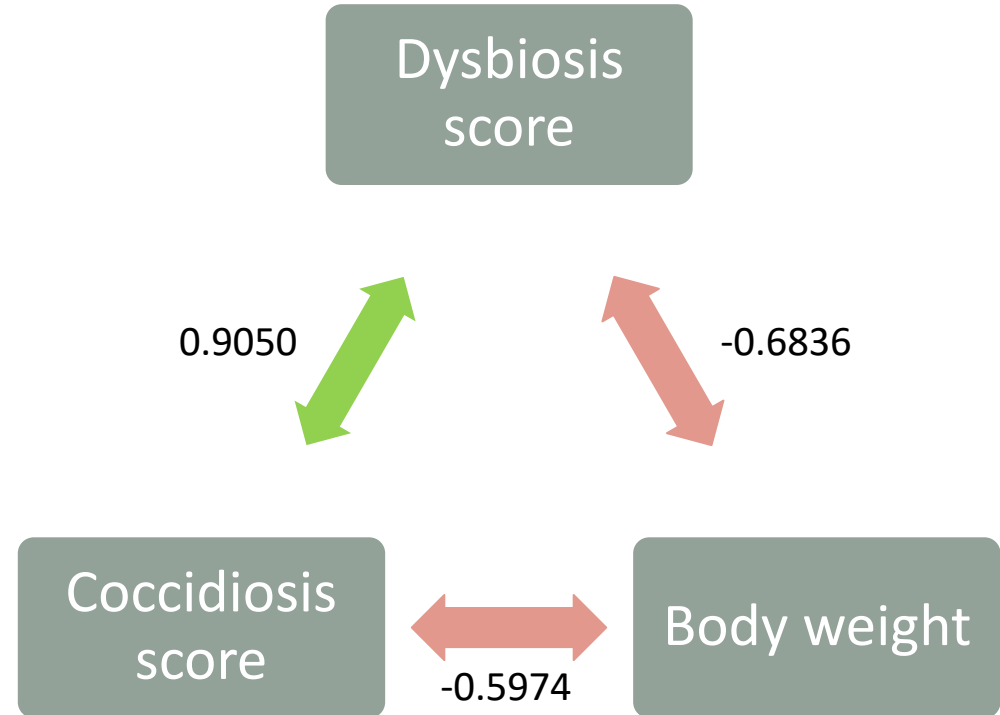 Dysbiosis
score
0.9050
-0.6836
Coccidiosis
score
Body weight
-0.5974